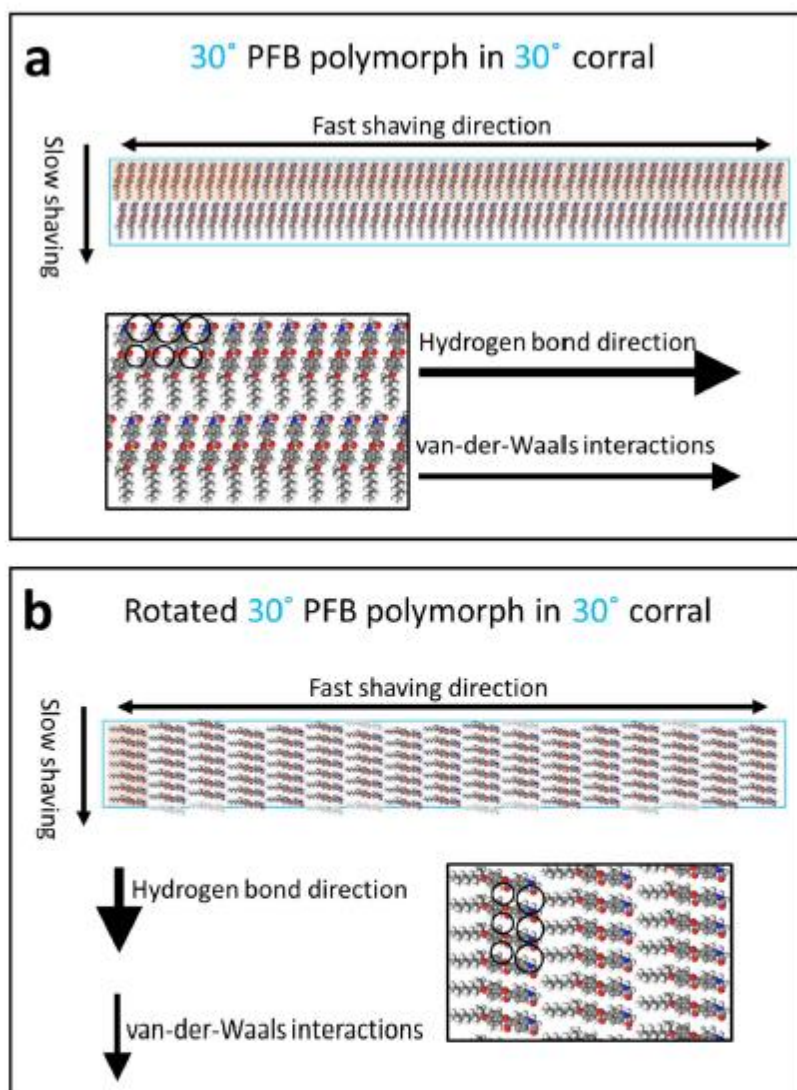 a
30° PFB polymorph in 30° corral
Fast shaving direction
Slow shaving
Hydrogen bond direction
van-der-Waals interactions
b
Rotated 30° PFB polymorph in 30° corral
Fast shaving direction
Slow shaving
Hydrogen bond direction
van-der-Waals interactions